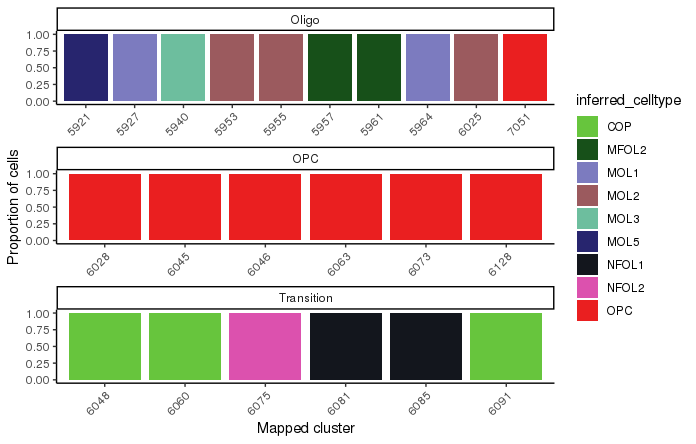 Oligo
1.00
0.75
0.50
0.25
0.00
5921 5927 5940 5953 5955 5957 5961 5964 6025 7051
OPC
1.00
0.75
0.50
0.25
0.00
6028 6045 6046 6063 6073 6128
Transition
1.00
0.75
0.50
0.25
0.00
6048 6060 6075 6081 6085 6091
Mapped cluster
Proportion of cells
inferred_celltype
COP
MFOL2
MOL1
MOL2
MOL3
MOL5
NFOL1
NFOL2
OPC